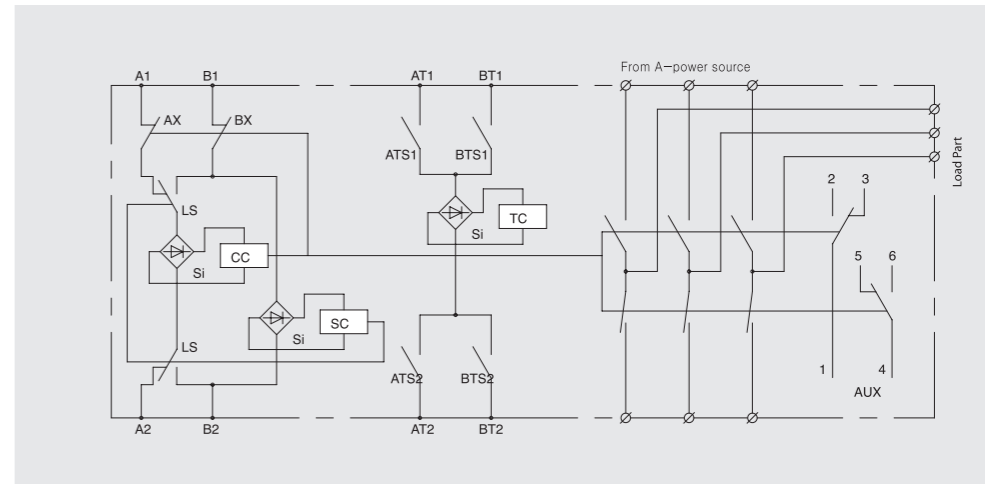 From A-power source
A1 B1 AT1 BT1
AX BX
ATS1 BTS1
Load Part
2 3
LS
TC
Si
CC
Si
5 6
SC
Si
LS
ATS2 BTS2
1 4
AUX
A2 B2 AT2 BT2